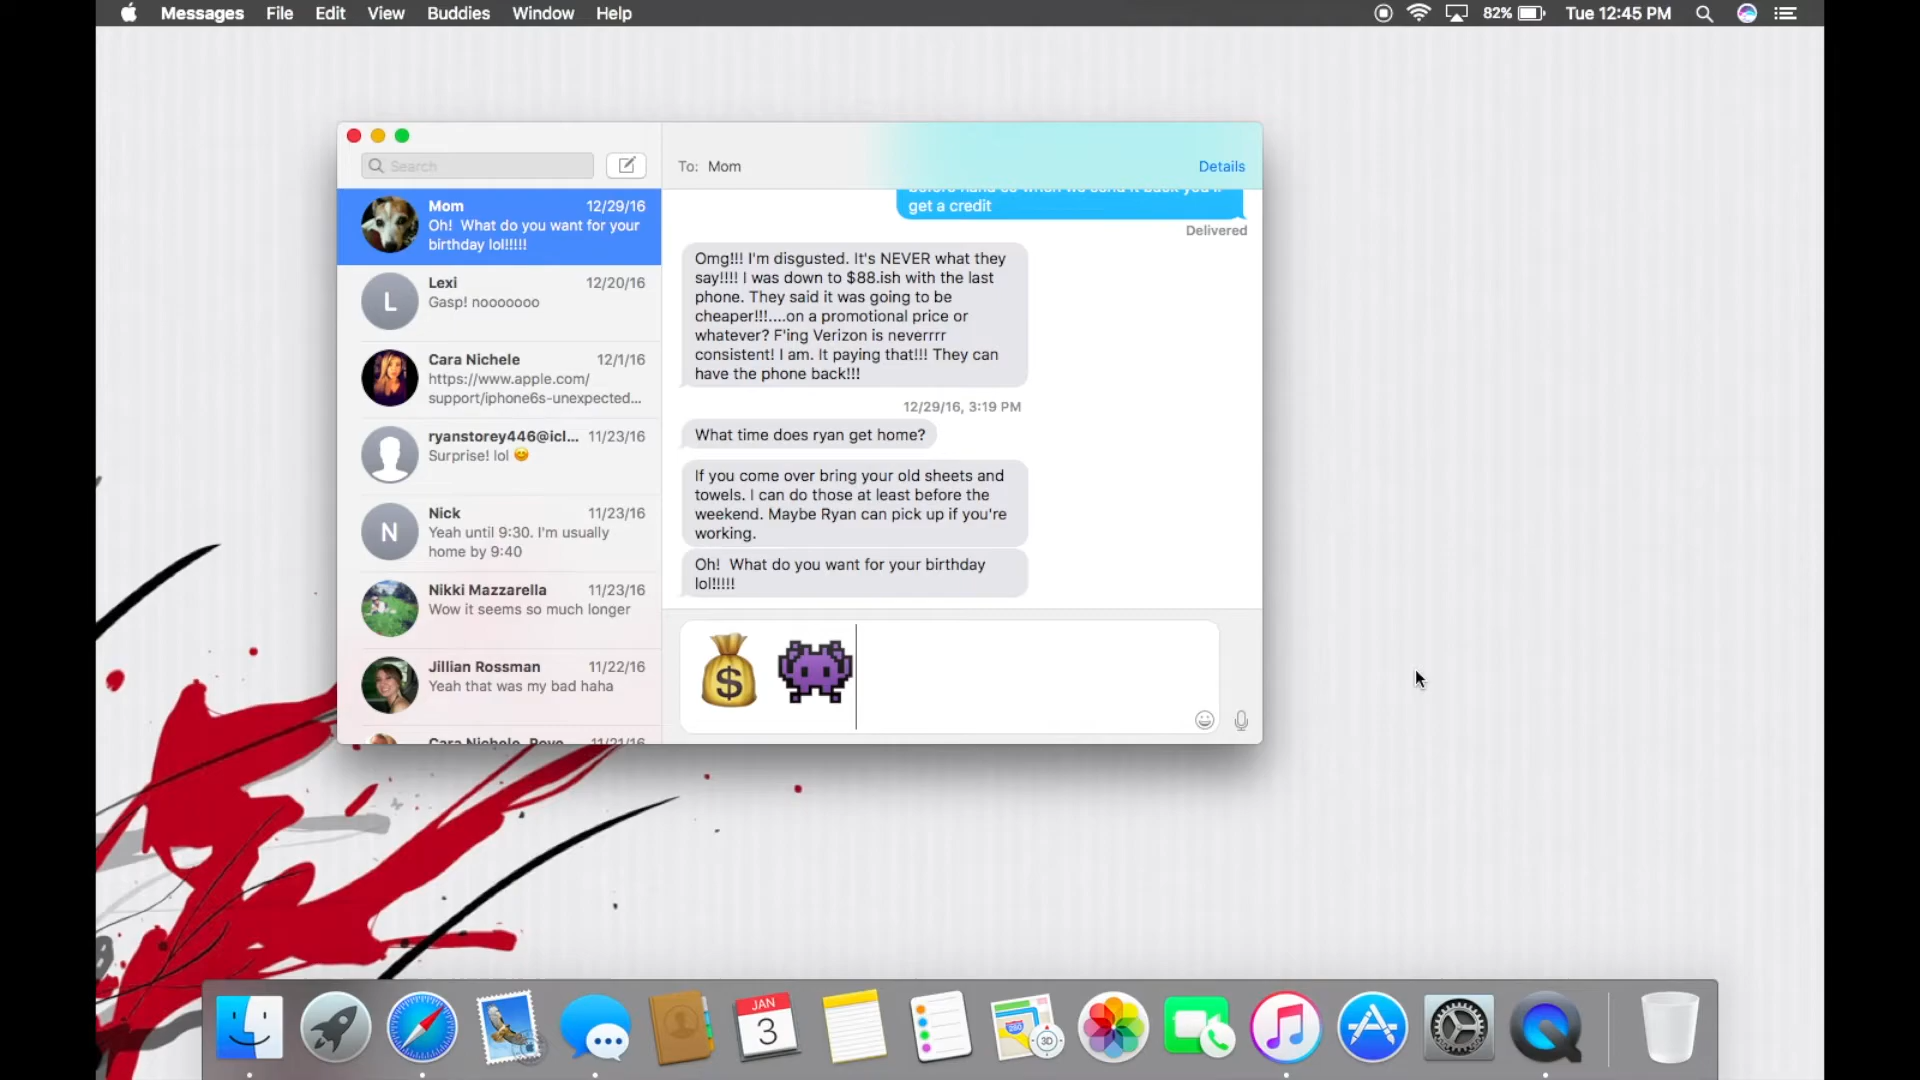 Messages File Edit View Buddies Window Help
82% Tue 12:45 PM
Search
Mom 12/29/16
Oh!  What do you want for your
birthday lol!!!!!
L
Lexi 12/20/16
Gasp! nooooooo
Cara Nichele 12/1/16
https://www.apple.com/
support/iphone6s-unexpected...
ryanstorey446@icl... 11/23/16
Surprise! lol 😊
N
Nick 11/23/16
Yeah until 9:30. I'm usually
home by 9:40
Nikki Mazzarella 11/23/16
Wow it seems so much longer
Jillian Rossman 11/22/16
Yeah that was my bad haha
To: Mom
Details
get a credit
Delivered
Omg!!! I'm disgusted. It's NEVER what they
say!!!! I was down to $88.ish with the last
phone. They said it was going to be
cheaper!!!....on a promotional price or
whatever? F'ing Verizon is neverrrr
consistent! I am. It paying that!!! They can
have the phone back!!!
12/29/16, 3:19 PM
What time does ryan get home?
If you come over bring your old sheets and
towels. I can do those at least before the
weekend. Maybe Ryan can pick up if you're
working.
Oh!  What do you want for your birthday
lol!!!!!
💰 👾
JAN
3
280
3D